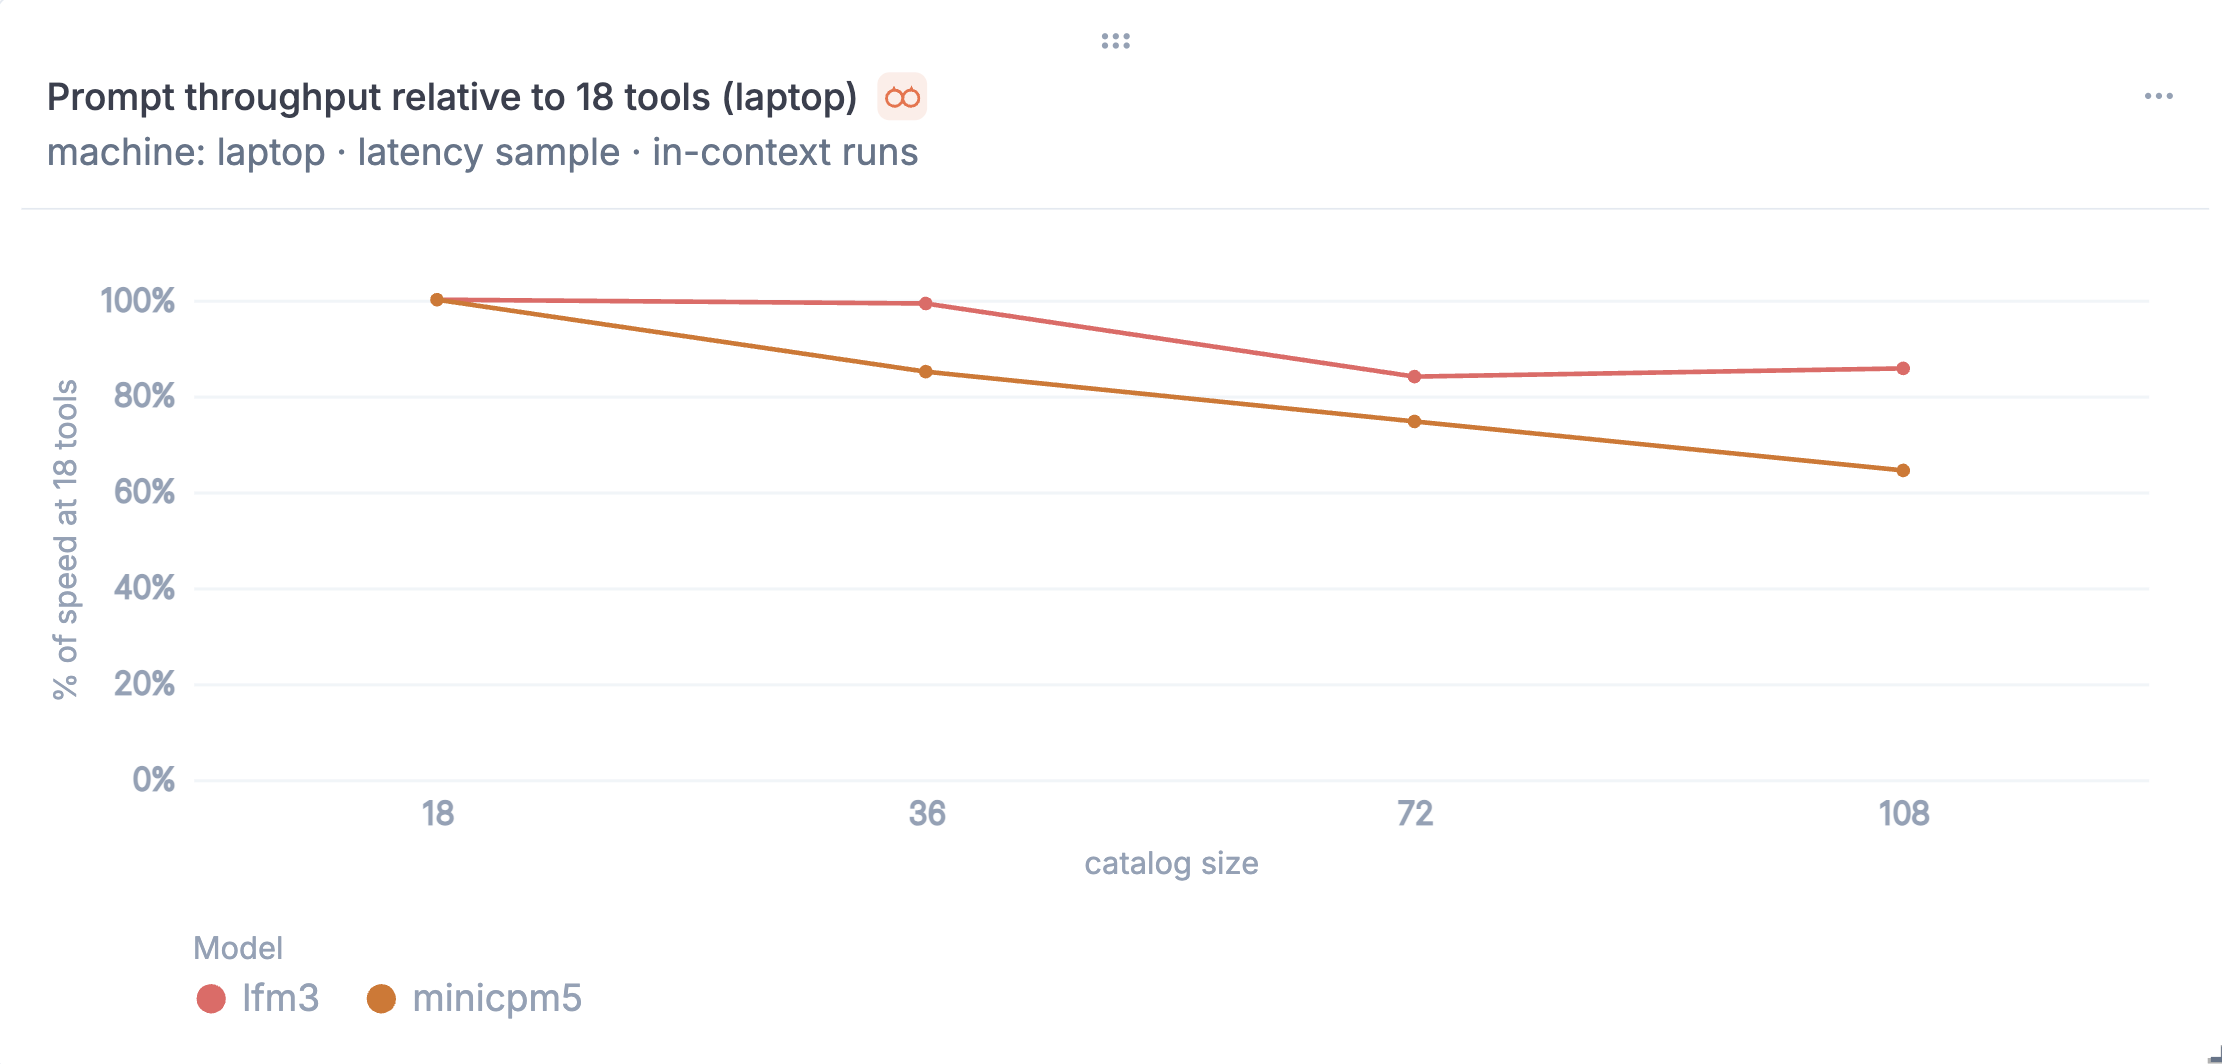 Prompt throughput relative to 18 tools (laptop)
machine: laptop · latency sample · in-context runs
% of speed at 18 tools
100%
80%
60%
40%
20%
0%
18 36 72 108
catalog size
Model
lfm3 minicpm5